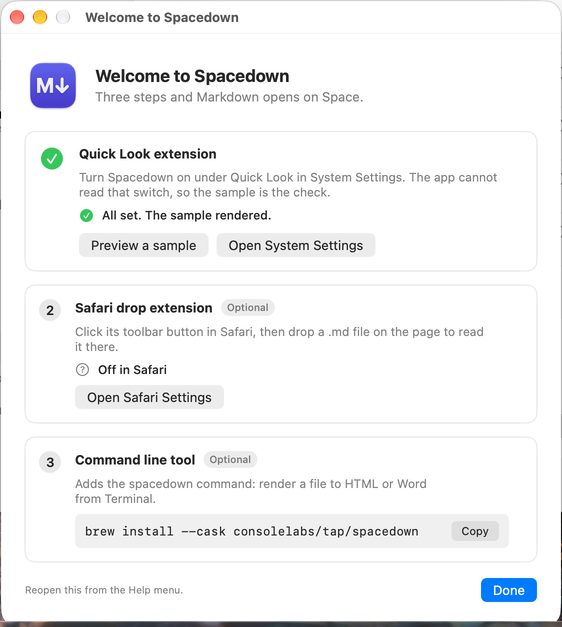 Welcome to Spacedown
M↓
Welcome to Spacedown
Three steps and Markdown opens on Space.
Quick Look extension
Turn Spacedown on under Quick Look in System Settings. The app cannot
read that switch, so the sample is the check.
All set. The sample rendered.
Preview a sample Open System Settings
2 Safari drop extension Optional
Click its toolbar button in Safari, then drop a .md file on the page to read
it there.
? Off in Safari
Open Safari Settings
3 Command line tool Optional
Adds the spacedown command: render a file to HTML or Word
from Terminal.
brew install --cask consolelabs/tap/spacedown Copy
Reopen this from the Help menu. Done